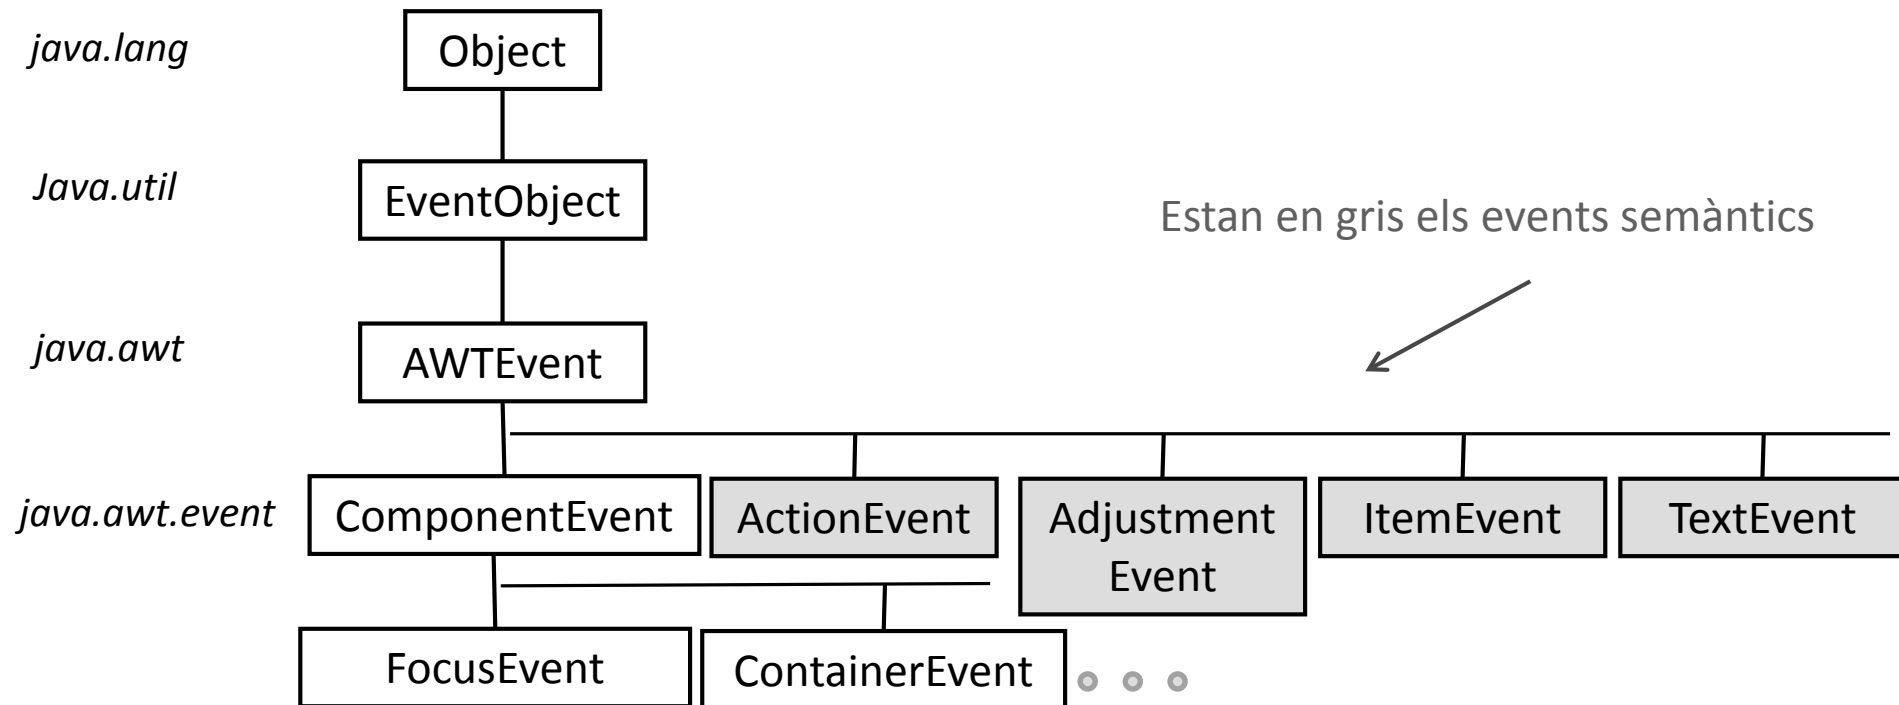 java.lang
Object
Java.util
EventObject
Estan en gris els events semàntics
java.awt
AWTEvent
java.awt.event
ComponentEvent
ActionEvent
Adjustment
Event
ItemEvent
TextEvent
FocusEvent
ContainerEvent